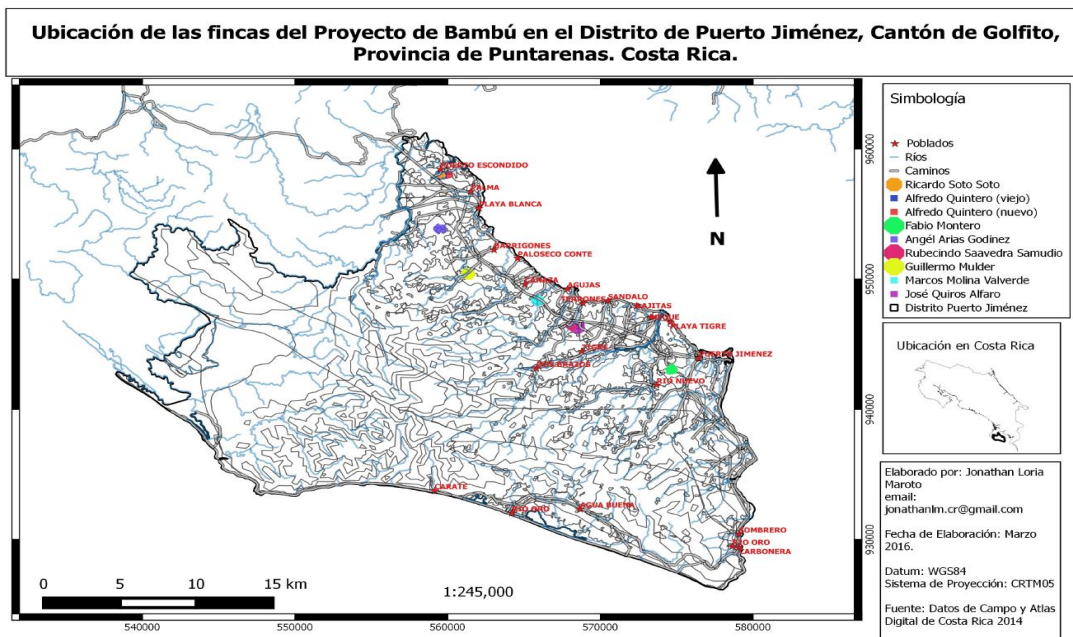 Ubicación de las fincas del Proyecto de Bambú en el Distrito de Puerto Jiménez, Cantón de Golfito,
Provincia de Puntarenas. Costa Rica.
960000
950000
940000
930000
ESCONDIDO
PLAYA BLANCA
BARRIGONES
PALOSECO CONTE
AGUJAS
SANDALO
PLAYA TIGRE
JIMENEZ
RIO NUEVO
CARATE
RIO ORO
AGUA BUENA
RIO ORO
CARBONERA
N
0 5 10 15 km
1:245,000
540000 550000 560000 570000 580000
Simbología
Poblados
Ríos
Caminos
Ricardo Soto Soto
Alfredo Quintero (viejo)
Alfredo Quintero (nuevo)
Fabio Montero
Angél Arias Godinez
Rubecindo Saavedra Samudio
Guillermo Mulder
Marcos Molina Valverde
José Quiros Alfaro
Distrito Puerto Jiménez
Ubicación en Costa Rica
Elaborado por: Jonathan Loria
Maroto
email:
jonathanlm.cr@gmail.com
Fecha de Elaboración: Marzo
2016.
Datum: WGS84
Sistema de Proyección: CRTM05
Fuente: Datos de Campo y Atlas
Digital de Costa Rica 2014